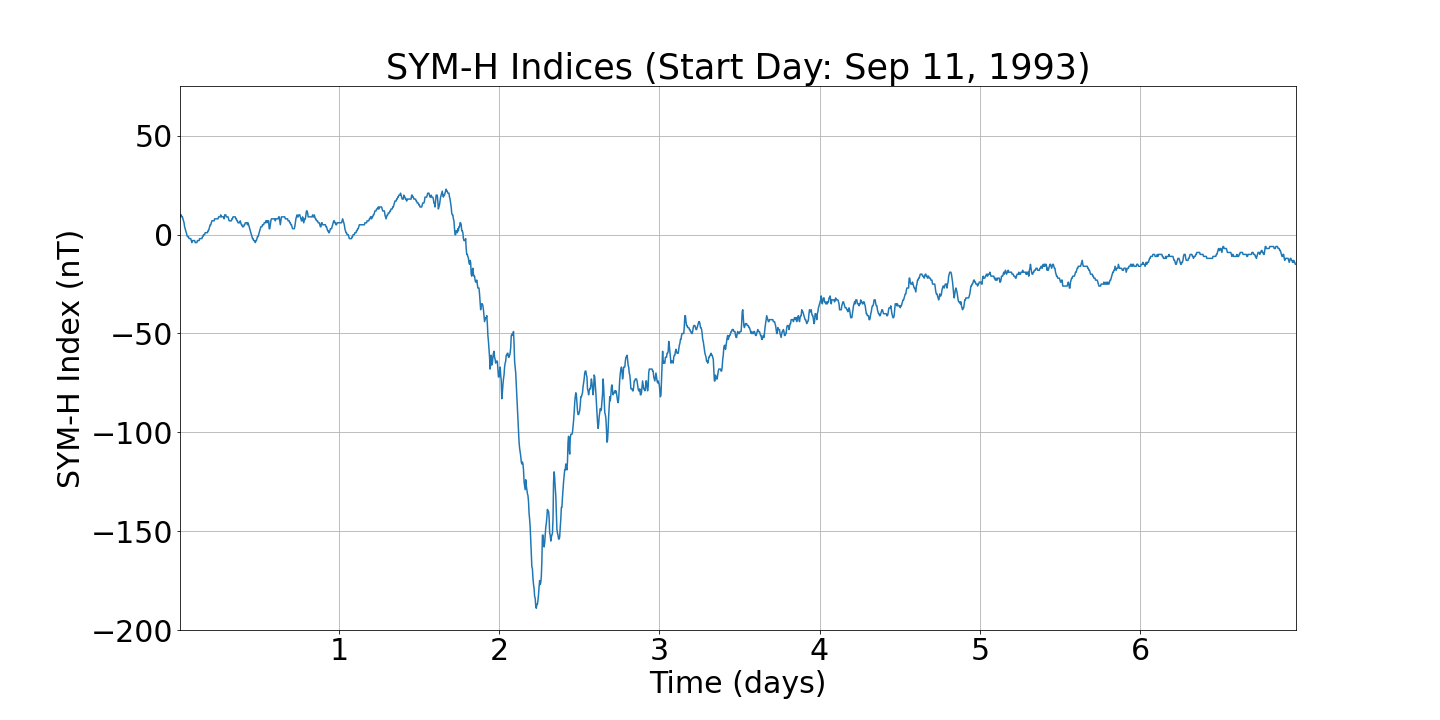 SYM-H Indices (Start Day: Sep 11, 1993)
SYM-H Index (nT)
50
0
−50
−100
−150
−200
1 2 3 4 5 6
Time (days)